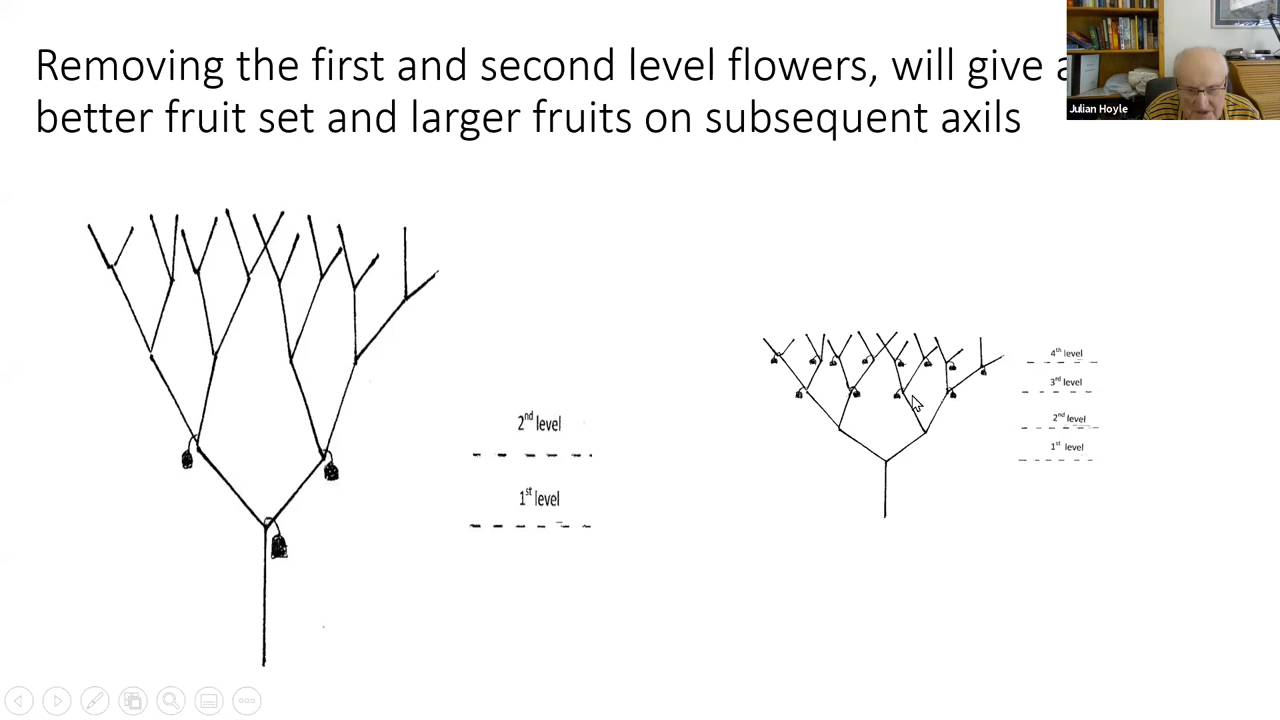 Removing the first and second level flowers, will give a
better fruit set and larger fruits on subsequent axils
Julian Hoyle
2nd level
1st level
4th level
3rd level
2nd level
1st level